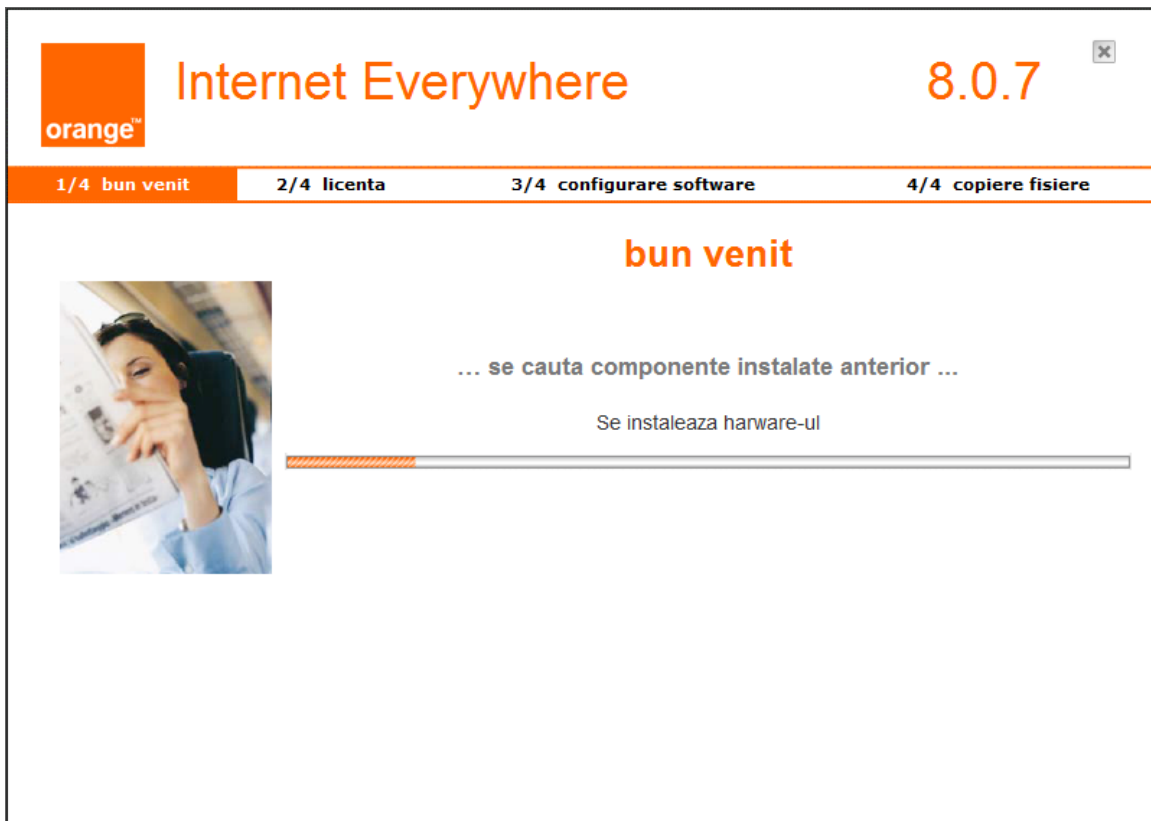 Internet Everywhere 8.0.7
orange™
1/4 bun venit 2/4 licenta 3/4 configurare software 4/4 copiere fisiere
bun venit
... se cauta componente instalate anterior ...
Se instaleaza harware-ul